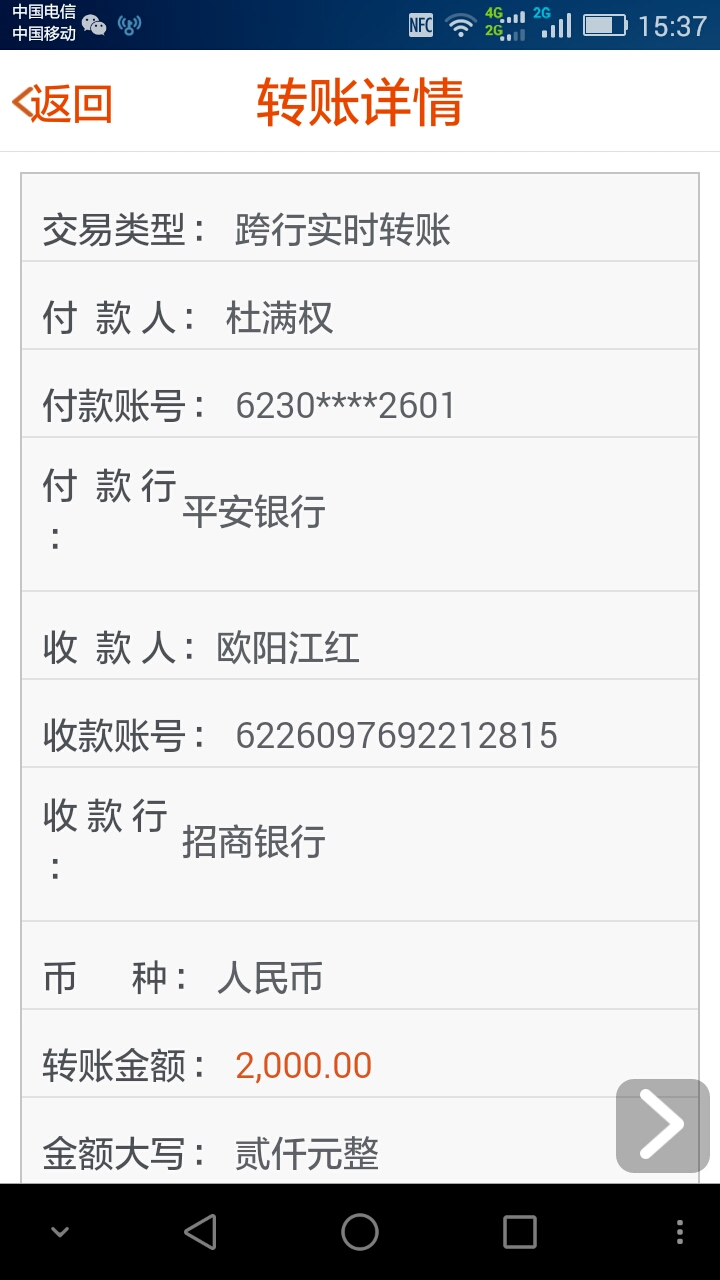 中国电信
中国移动
NFC
4G
2G
2G
15:37
返回
转账详情
交易类型： 跨行实时转账
付 款 人： 杜满权
付款账号： 6230****2601
付 款 行： 平安银行
收 款 人： 欧阳江红
收款账号： 6226097692212815
收 款 行： 招商银行
币 种： 人民币
转账金额： 2,000.00
金额大写： 贰仟元整